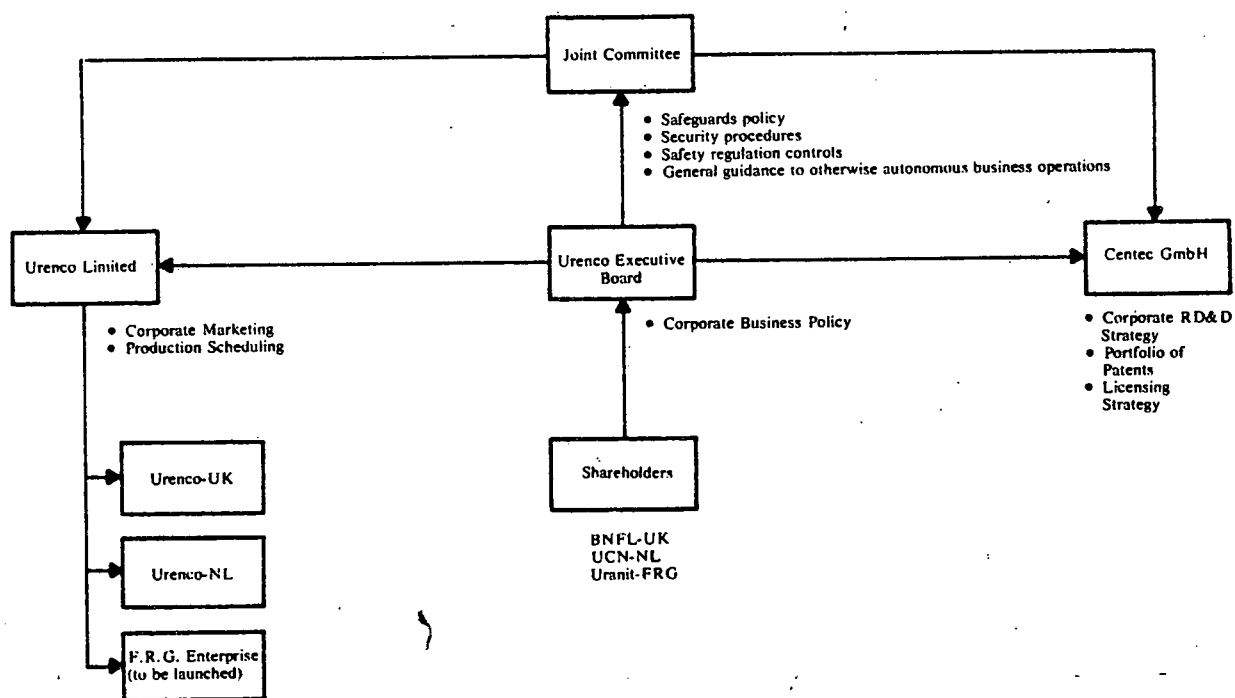 Joint Committee
• Safeguards policy
• Security procedures
• Safety regulation controls
• General guidance to otherwise autonomous business operations
Urenco Limited
Urenco Executive
Board
Centec GmbH
• Corporate Marketing
• Production Scheduling
• Corporate Business Policy
• Corporate RD&D
Strategy
• Portfolio of
Patents
• Licensing
Strategy
Urenco-UK
Shareholders
BNFL-UK
UCN-NL
Uranit-FRG
Urenco-NL
F.R.G. Enterprise
(to be launched)